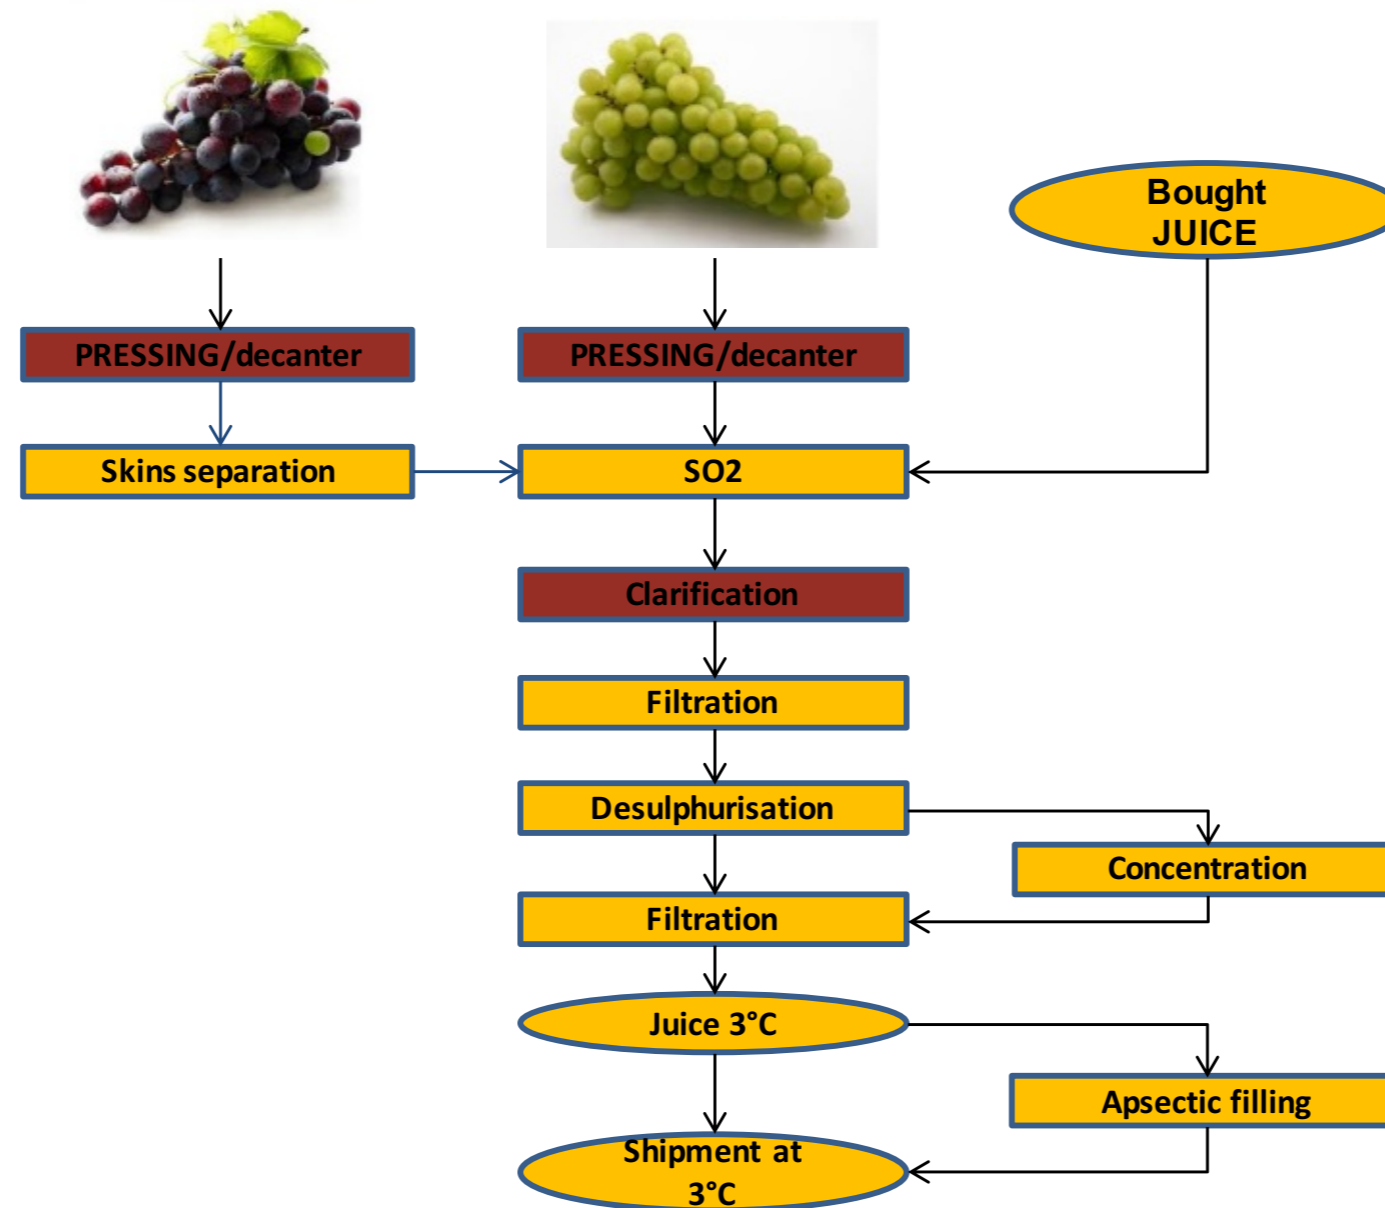 Bought
JUICE
PRESSING/decanter
PRESSING/decanter
Skins separation
SO2
Clarification
Filtration
Desulphurisation
Concentration
Filtration
Juice 3°C
Apsectic filling
Shipment at
3°C